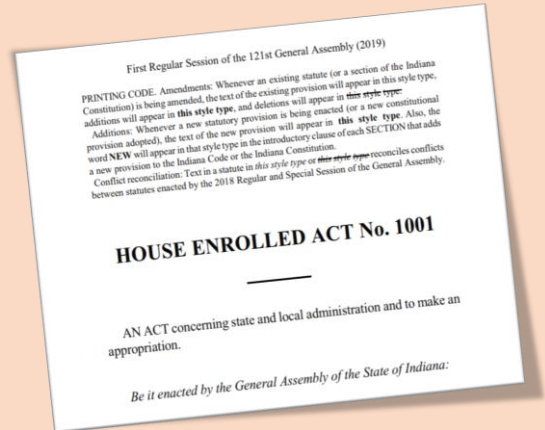 First Regular Session of the 121st General Assembly (2019)
PRINTING CODE. Amendments: Whenever an existing statute (or a section of the Indiana
Constitution) is being amended, the text of the existing provision will appear in this style type,
additions will appear in this style type, and deletions will appear in this style type.
Additions: Whenever a new statutory provision is being enacted (or a new constitutional
provision adopted), the text of the new provision will appear in this style type. Also, the
word NEW will appear in that style type in the introductory clause of each SECTION that adds
a new provision to the Indiana Code or the Indiana Constitution.
Conflict reconciliation: Text in a statute in this style type or this style type reconciles conflicts
between statutes enacted by the 2018 Regular and Special Session of the General Assembly.
HOUSE ENROLLED ACT No. 1001
AN ACT concerning state and local administration and to make an
appropriation.
Be it enacted by the General Assembly of the State of Indiana: